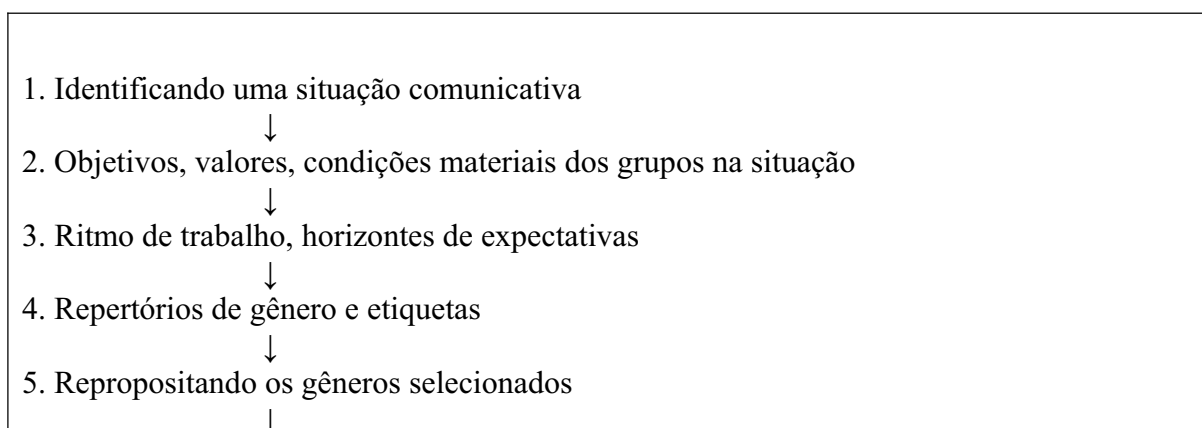 1. Identificando uma situação comunicativa
↓
2. Objetivos, valores, condições materiais dos grupos na situação
↓
3. Ritmo de trabalho, horizontes de expectativas
↓
4. Repertórios de gênero e etiquetas
↓
5. Repropositando os gêneros selecionados